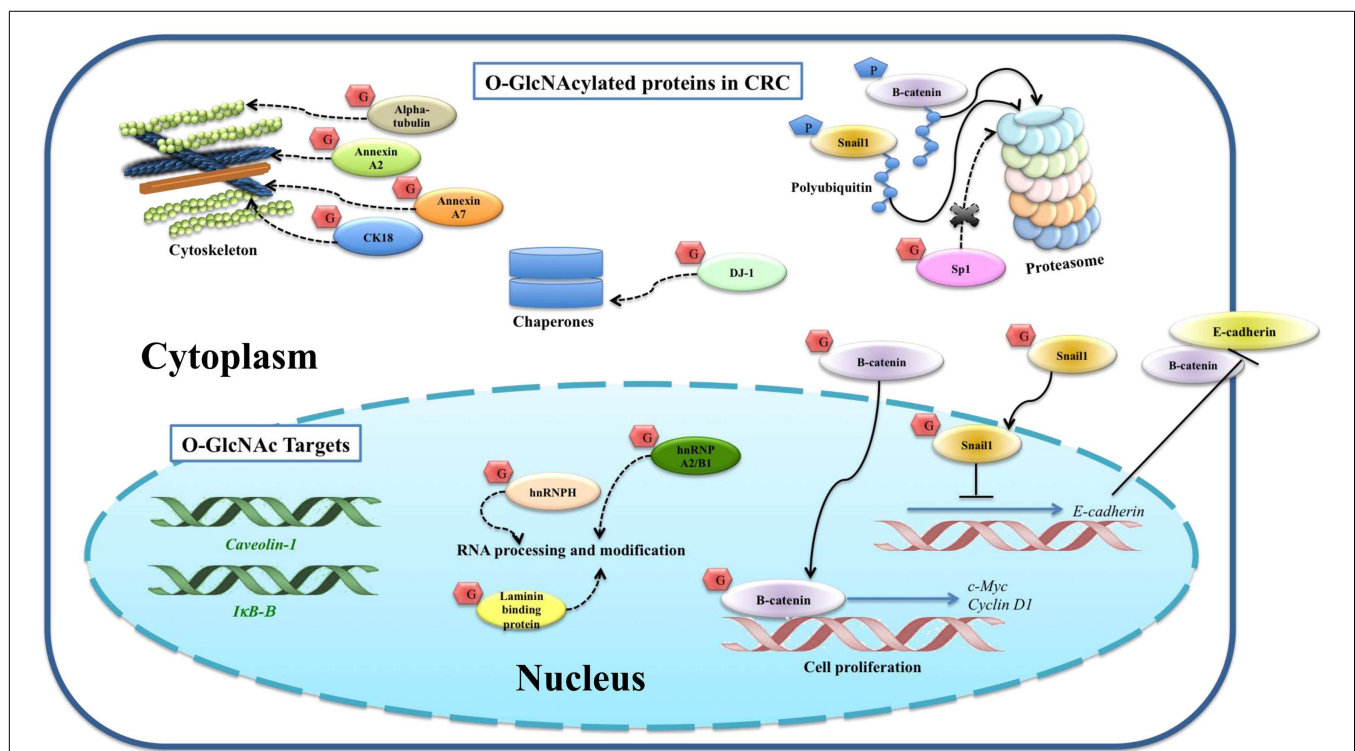 O-GlcNAcylated proteins in CRC
G
Alpha-
tubulin
G
Annexin
A2
G
Annexin
A7
G
CK18
Cytoskeleton
P
B-catenin
P
Snail1
Polyubiquitin
G
Sp1
Proteasome
G
DJ-1
Chaperones
Cytoplasm
G
B-catenin
G
Snail1
E-cadherin
B-catenin
O-GlcNAc Targets
Caveolin-1
IκB-B
G
hnRNP
A2/B1
G
hnRNPH
RNA processing and modification
G
Laminin
binding
protein
G
Snail1
E-cadherin
G
B-catenin
c-Myc
Cyclin D1
Cell proliferation
Nucleus